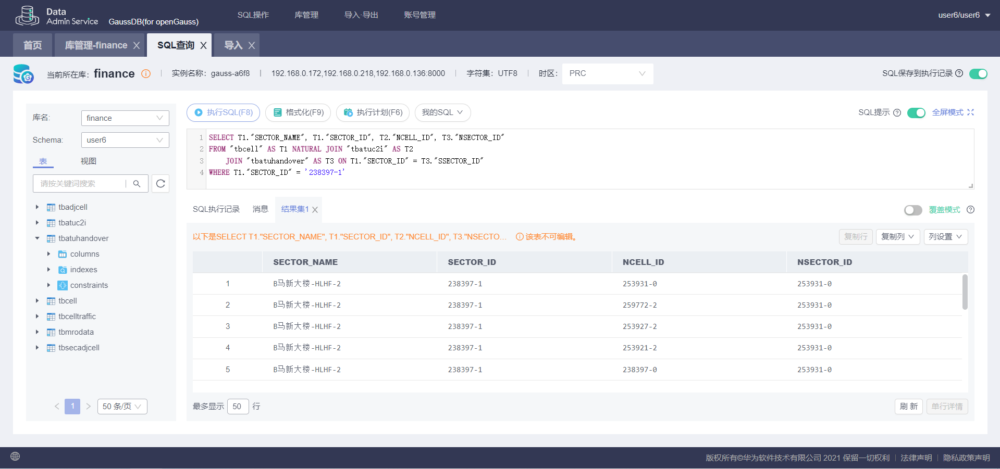 Data
Admin Service
GaussDB(for openGauss)
SQL操作
库管理
导入·导出
账号管理
user6/user6
首页
库管理-finance
SQL查询
导入
当前所在库: finance
实例名称: gauss-a6f8
192.168.0.172,192.168.0.218,192.168.0.136:8000
字符集: UTF8
时区:
PRC
SQL保存到执行记录
库名:
finance
Schema:
user6
表
视图
请按关键词搜索
tbadjcell
tbatuc2i
tbatuhandover
columns
indexes
constraints
tbcell
tbcelltraffic
tbmrodata
tbsecadjcell
1
50 条/页
执行SQL(F8)
格式化(F9)
执行计划(F6)
我的SQL
SQL提示
全屏模式
1 SELECT T1."SECTOR_NAME", T1."SECTOR_ID", T2."NCELL_ID", T3."NSECTOR_ID"
2 FROM "tbcell" AS T1 NATURAL JOIN "tbatuc2i" AS T2
3 JOIN "tbatuhandover" AS T3 ON T1."SECTOR_ID" = T3."SSECTOR_ID"
4 WHERE T1."SECTOR_ID" = '238397-1'
SQL执行记录
消息
结果集1
覆盖模式
以下是SELECT T1."SECTOR_NAME", T1."SECTOR_ID", T2."NCELL_ID", T3."NSECTO...
该表不可编辑。
复制行
复制列
列设置
SECTOR_NAME SECTOR_ID NCELL_ID NSECTOR_ID
1 B马新大楼-HLHF-2 238397-1 253931-0 253931-0
2 B马新大楼-HLHF-2 238397-1 259772-2 253931-0
3 B马新大楼-HLHF-2 238397-1 253927-2 253931-0
4 B马新大楼-HLHF-2 238397-1 253921-2 253931-0
5 B马新大楼-HLHF-2 238397-1 238397-0 253931-0
最多显示 50 行
刷 新
单行详情
版权所有©华为软件技术有限公司 2021 保留一切权利
法律声明
隐私政策声明